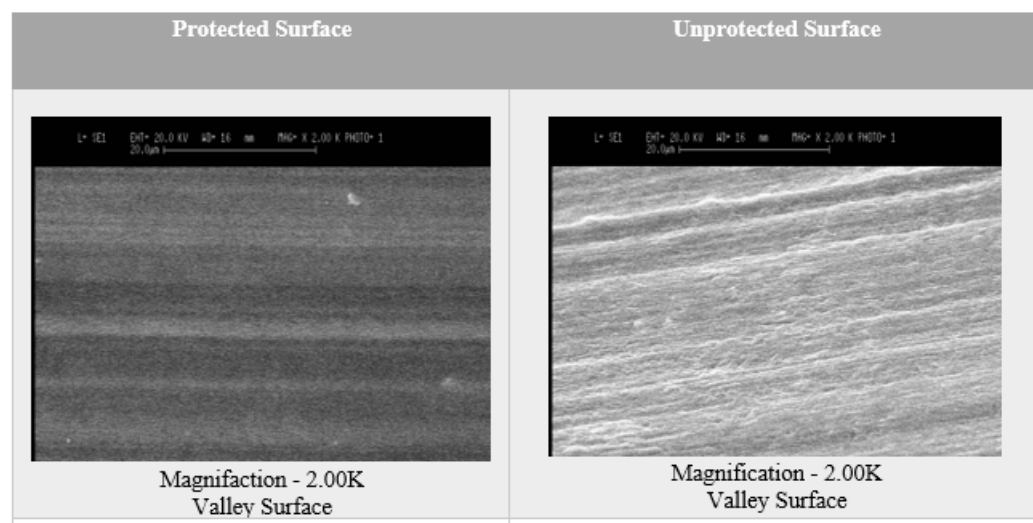 Protected Surface
Unprotected Surface
L= SE1 EHT= 20.0 KV WD= 16 mm MAG= X 2.00 K PHOTO= 1
20.0µm
L= SE1 EHT= 20.0 KV WD= 16 mm MAG= X 2.00 K PHOTO= 1
20.0µm
Magnifaction - 2.00K
Valley Surface
Magnification - 2.00K
Valley Surface